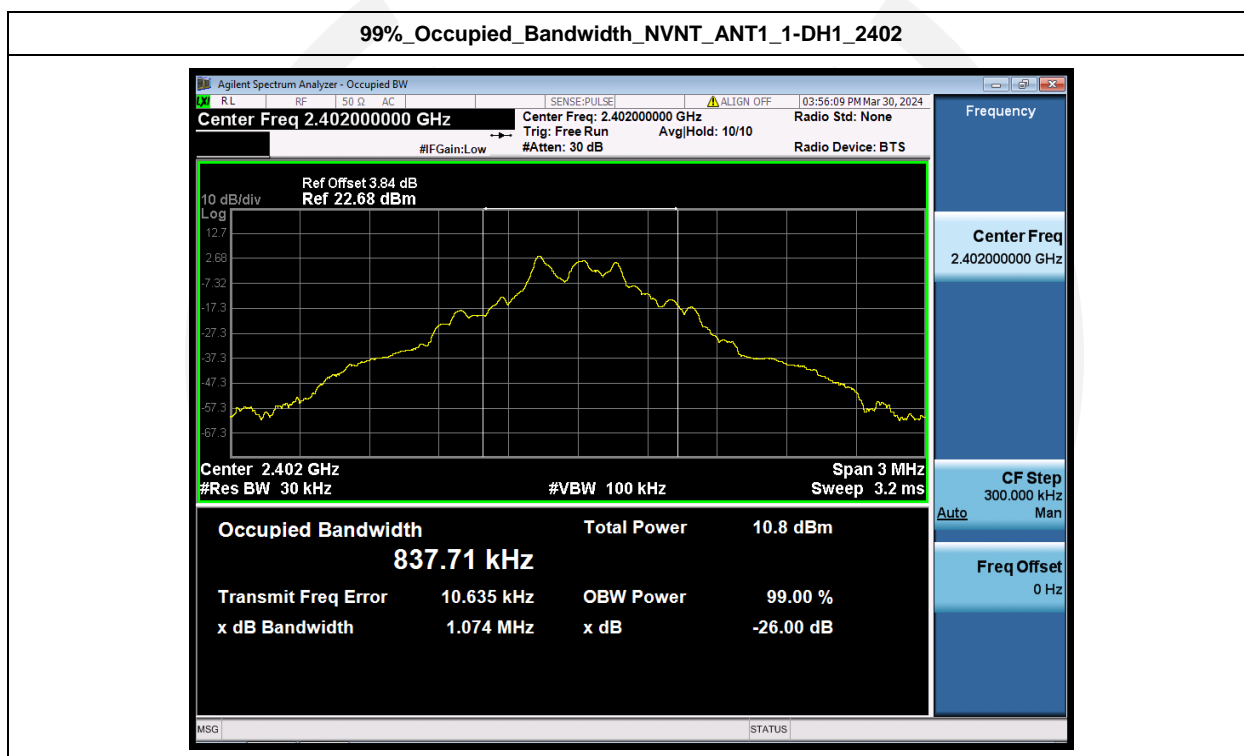 99%_Occupied_Bandwidth_NVNT_ANT1_1-DH1_2402
Agilent Spectrum Analyzer - Occupied BW
LXI RL RF 50 Ω AC SENSE:PULSE ALIGN OFF 03:56:09 PM Mar 30, 2024
Center Freq 2.402000000 GHz
Center Freq: 2.402000000 GHz
Radio Std: None
Trig: Free Run Avg|Hold: 10/10
#IFGain:Low #Atten: 30 dB Radio Device: BTS
Frequency
Ref Offset 3.84 dB
10 dB/div Ref 22.68 dBm
Log
12.7
2.68
-7.32
-17.3
-27.3
-37.3
-47.3
-57.3
-67.3
Center 2.402 GHz Span 3 MHz
#Res BW 30 kHz #VBW 100 kHz Sweep 3.2 ms
Center Freq
2.402000000 GHz
CF Step
300.000 kHz
Auto Man
Freq Offset
0 Hz
Occupied Bandwidth Total Power 10.8 dBm
837.71 kHz
Transmit Freq Error 10.635 kHz OBW Power 99.00 %
x dB Bandwidth 1.074 MHz x dB -26.00 dB
MSG STATUS